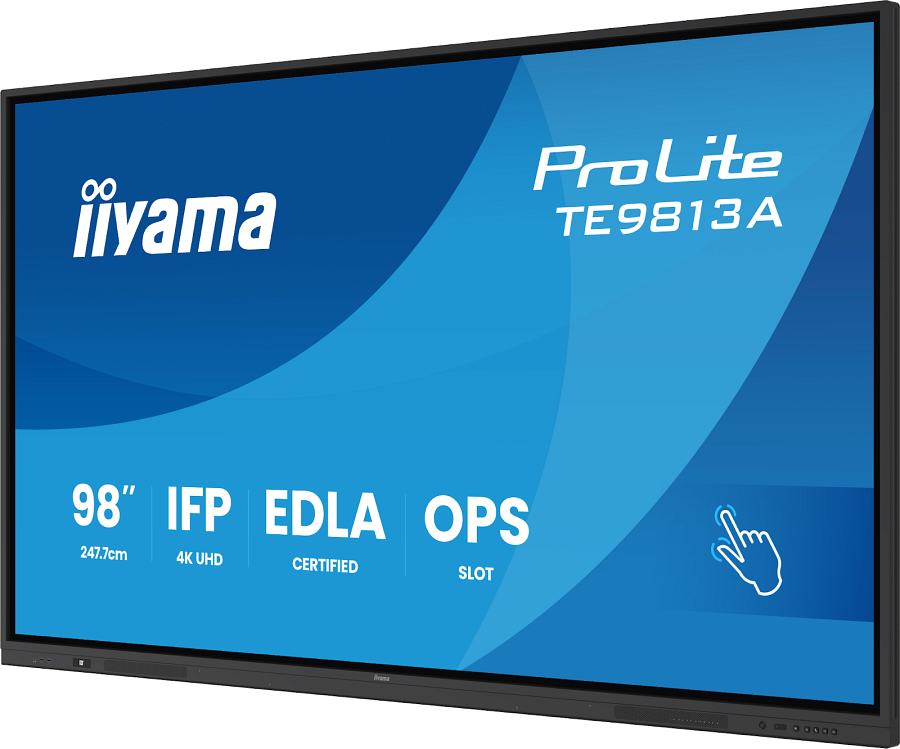 iiyama
ProLite
TE9813A
98″
247.7cm
IFP
4K UHD
EDLA
CERTIFIED
OPS
SLOT
iiyama